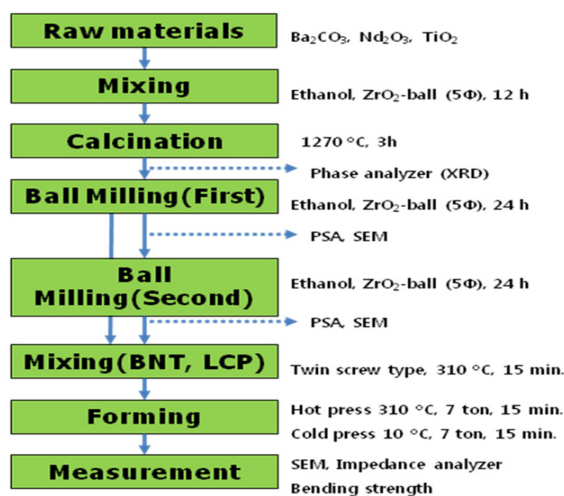 Raw materials
Ba₂CO₃, Nd₂O₃, TiO₂
Mixing
Ethanol, ZrO₂-ball (5Φ), 12 h
Calcination
1270 °C, 3h
Phase analyzer (XRD)
Ball Milling(First)
Ethanol, ZrO₂-ball (5Φ), 24 h
PSA, SEM
Ball
Milling(Second)
Ethanol, ZrO₂-ball (5Φ), 24 h
PSA, SEM
Mixing(BNT, LCP)
Twin screw type, 310 °C, 15 min.
Forming
Hot press 310 °C, 7 ton, 15 min.
Cold press 10 °C, 7 ton, 15 min.
Measurement
SEM, Impedance analyzer
Bending strength